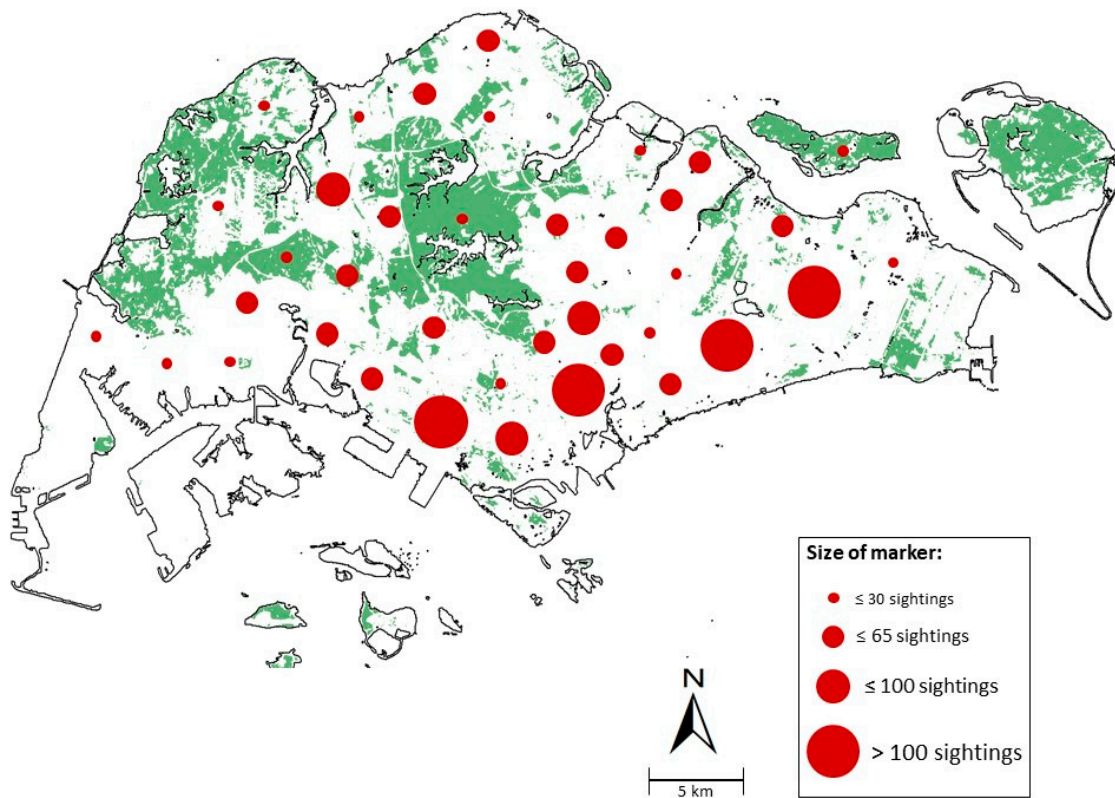 Size of marker:
≤ 30 sightings
≤ 65 sightings
≤ 100 sightings
> 100 sightings
N
5 km